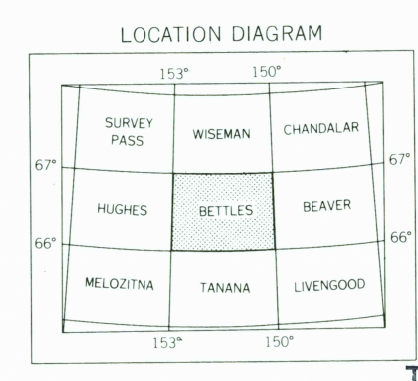 LOCATION DIAGRAM
153° 150°
SURVEY
PASS
WISEMAN
CHANDALAR
67° 67°
HUGHES
BETTLES
BEAVER
66° 66°
MELOZITNA
TANANA
LIVENGOOD
153° 150°